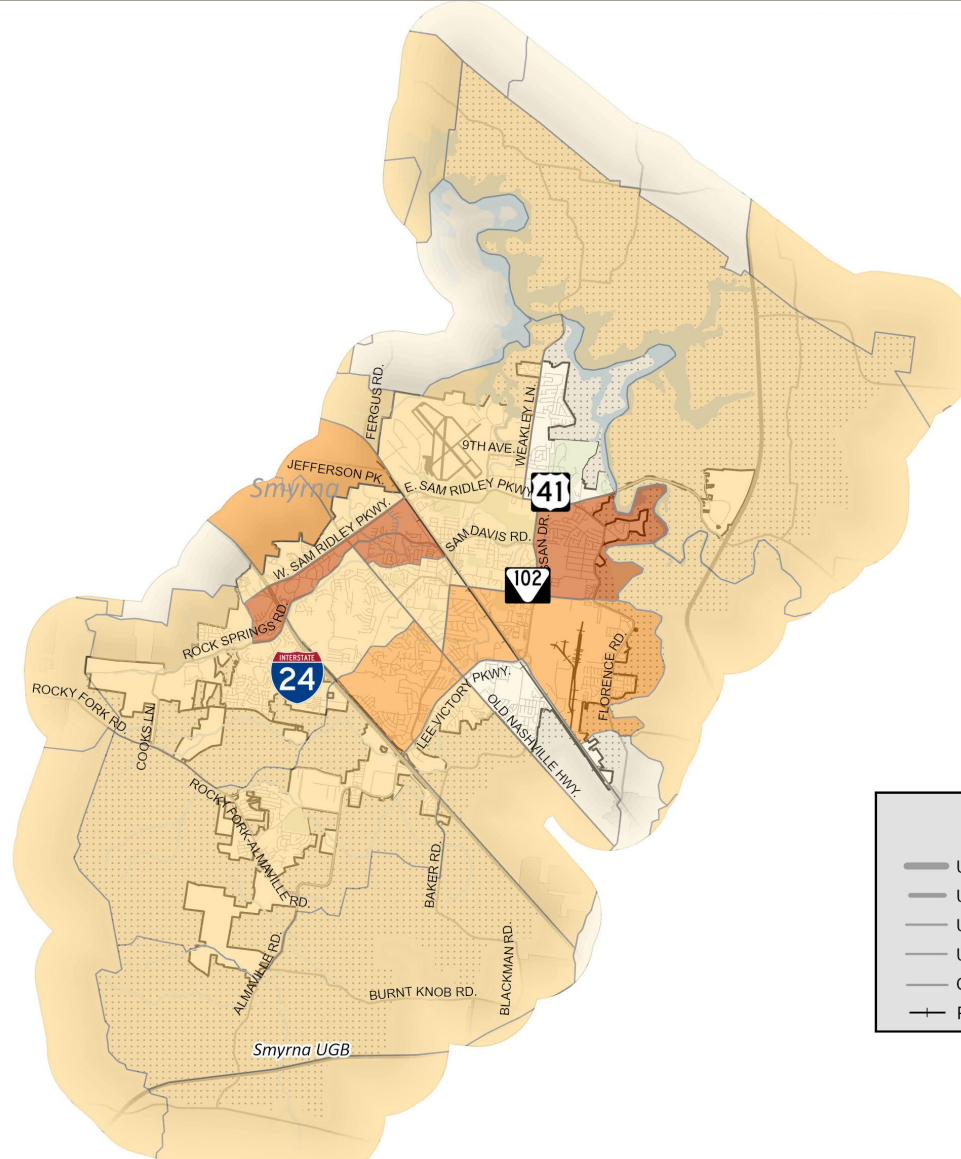 FERGUS RD.
WEAKLEY LN.
9TH AVE.
JEFFERSON PK.
Smyrna
E. SAM RIDLEY PKWY.
41
W. SAM RIDLEY PKWY.
SAM DAVIS RD.
SSAN DR.
102
ROCK SPRINGS RD.
INTERSTATE
24
FLORENCE RD.
LEE VICTORY PKWY.
ROCKY FORK RD.
COOKS LN.
OLD NASHVILLE HWY.
ROCKY FORK-ALMAVILLE RD.
BAKER RD.
ALMAVILLE RD.
BLACKMAN RD.
BURNT KNOB RD.
Smyrna UGB
U
U
U
U